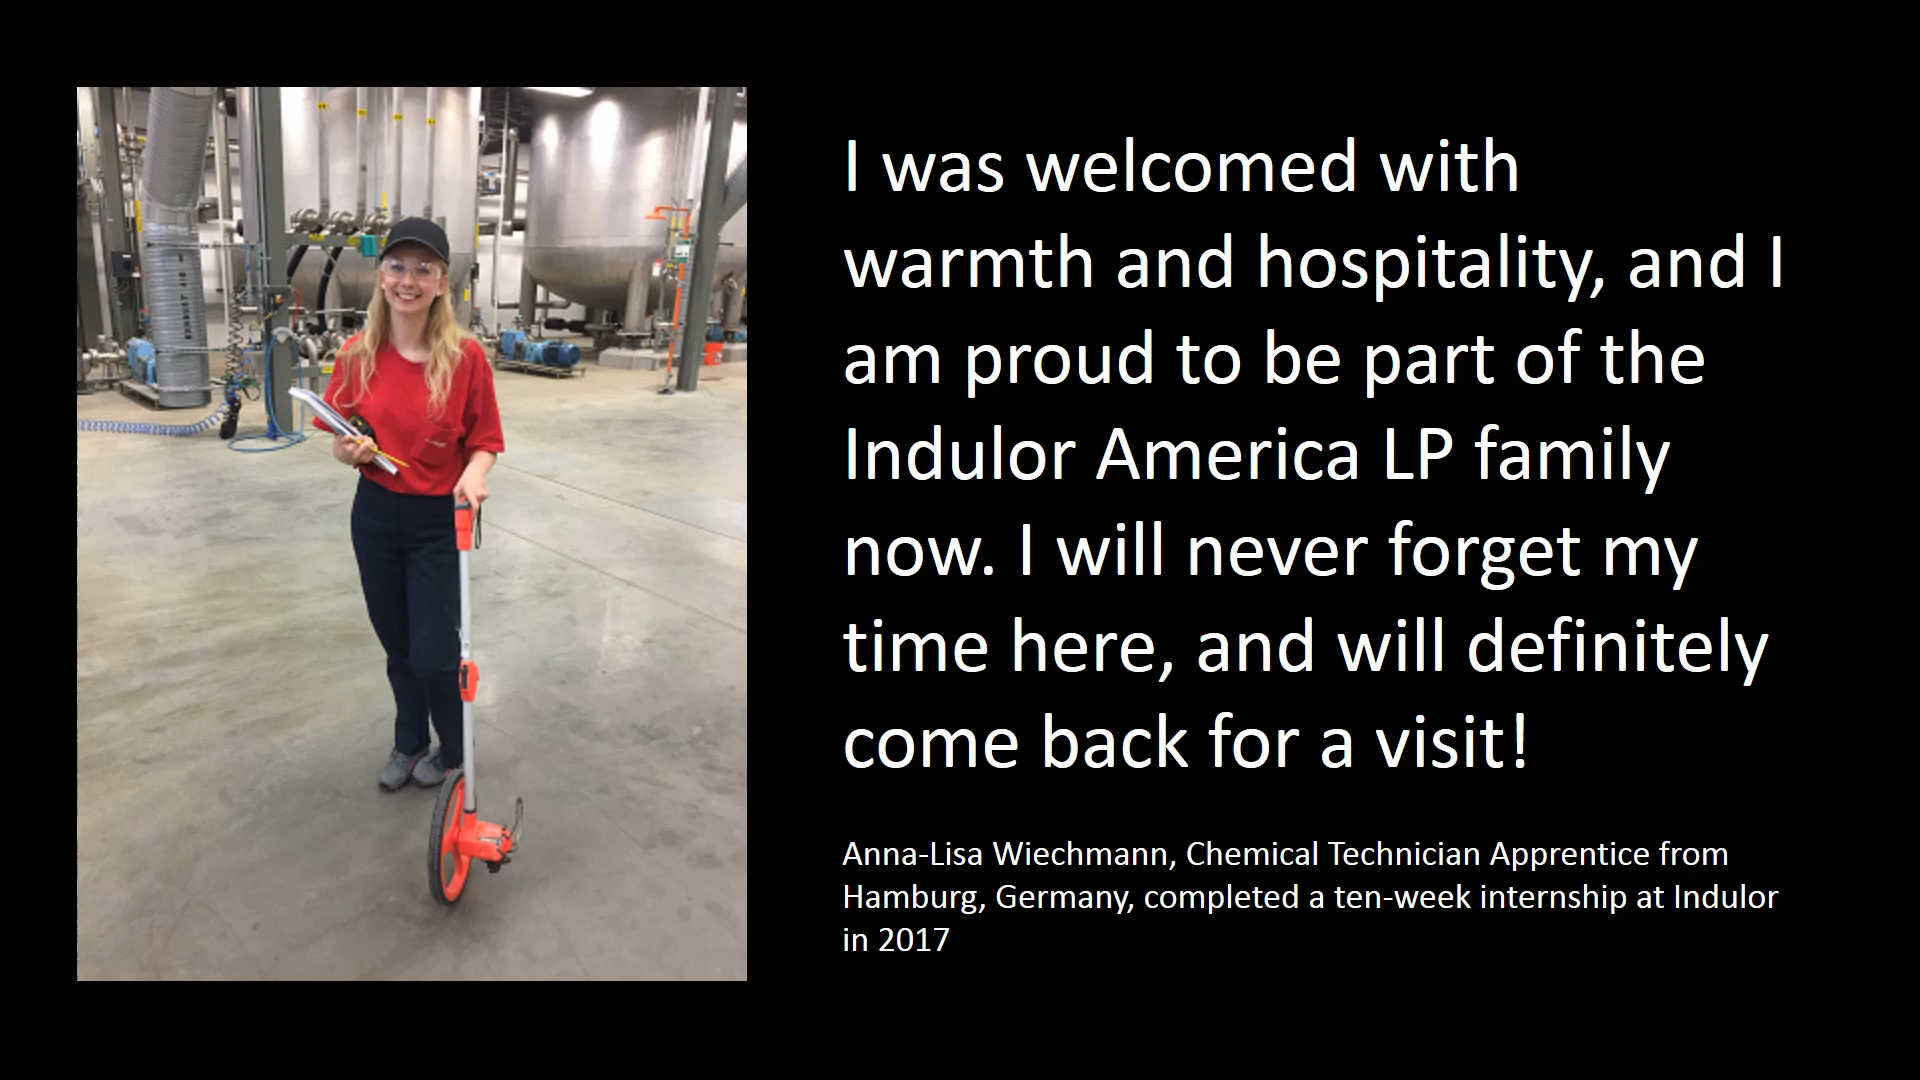 I was welcomed with
warmth and hospitality, and I
am proud to be part of the
Indulor America LP family
now. I will never forget my
time here, and will definitely
come back for a visit!
Anna-Lisa Wiechmann, Chemical Technician Apprentice from
Hamburg, Germany, completed a ten-week internship at Indulor
in 2017